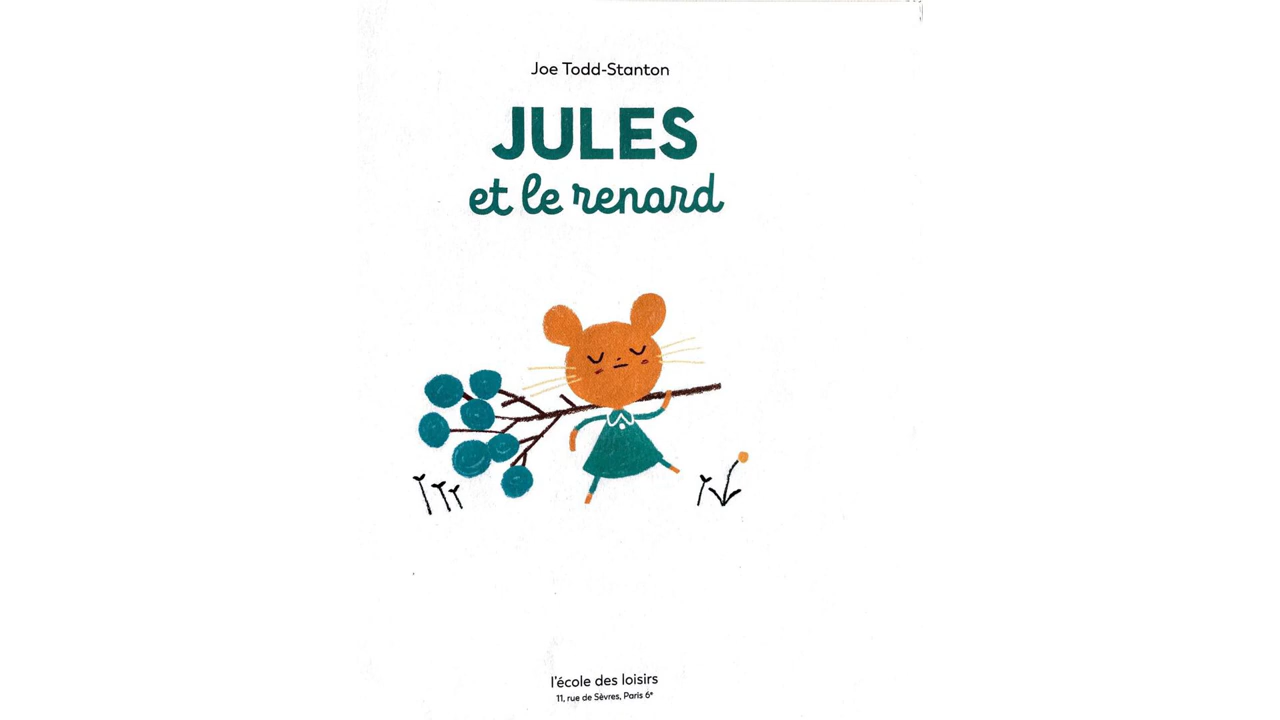 Joe Todd-Stanton
JULES
et le renard
l'école des loisirs
11, rue de Sèvres, Paris 6ᵉ